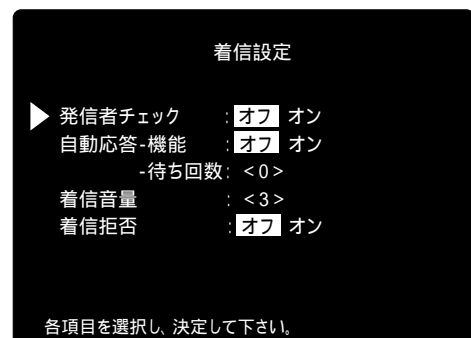 着信設定
発信者チェック : オフ オン
自動応答-機能 : オフ オン
-待ち回数: <0>
着信音量 : <3>
着信拒否 : オフ オン
各項目を選択し、決定して下さい。